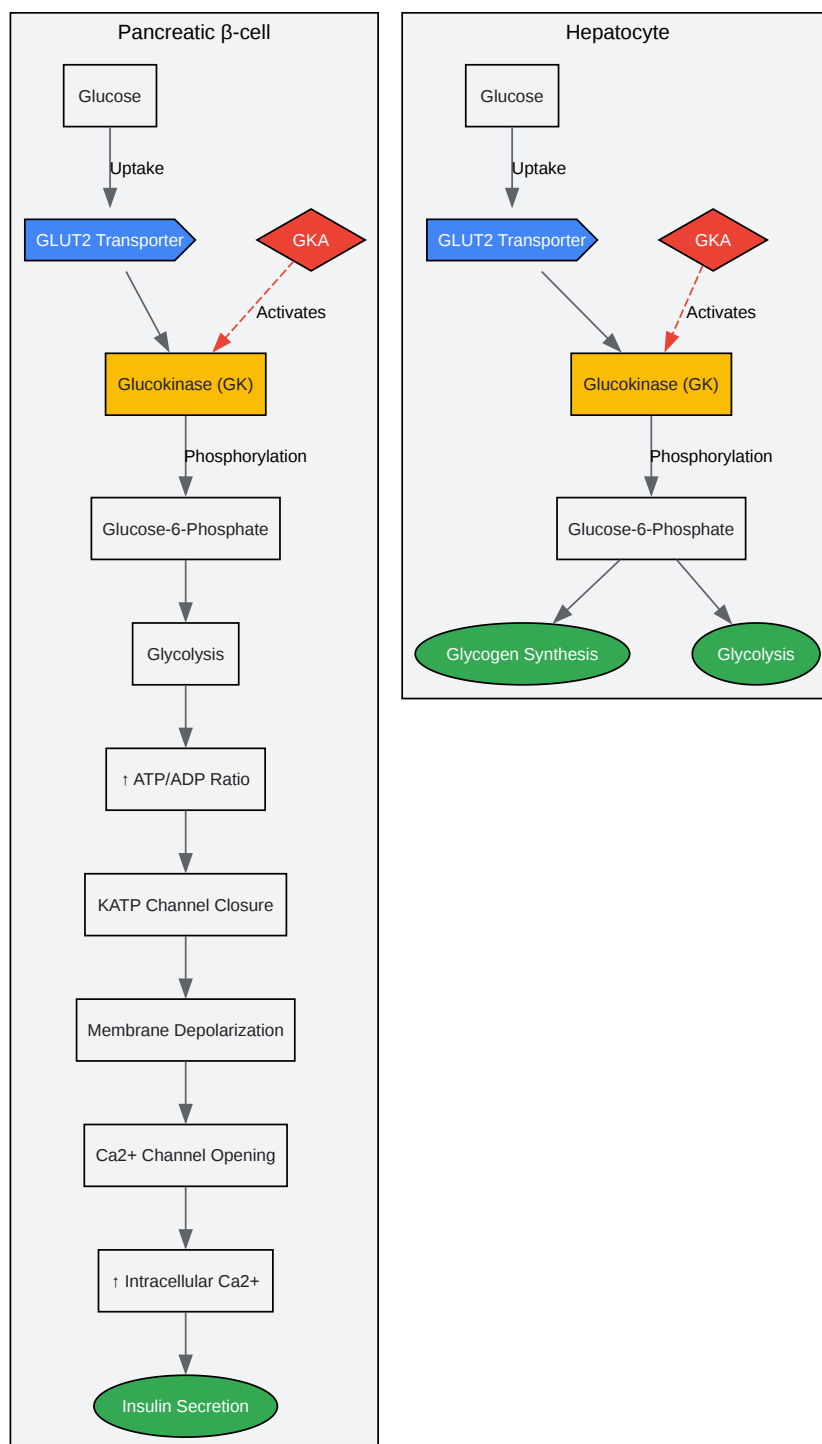 Pancreatic β-cell
Glucose
Uptake
GLUT2 Transporter
GKA
Activates
Glucokinase (GK)
Phosphorylation
Glucose-6-Phosphate
Glycolysis
↑ ATP/ADP Ratio
KATP Channel Closure
Membrane Depolarization
Ca2+ Channel Opening
↑ Intracellular Ca2+
Insulin Secretion
Hepatocyte
Glucose
Uptake
GLUT2 Transporter
GKA
Activates
Glucokinase (GK)
Phosphorylation
Glucose-6-Phosphate
Glycogen Synthesis
Glycolysis